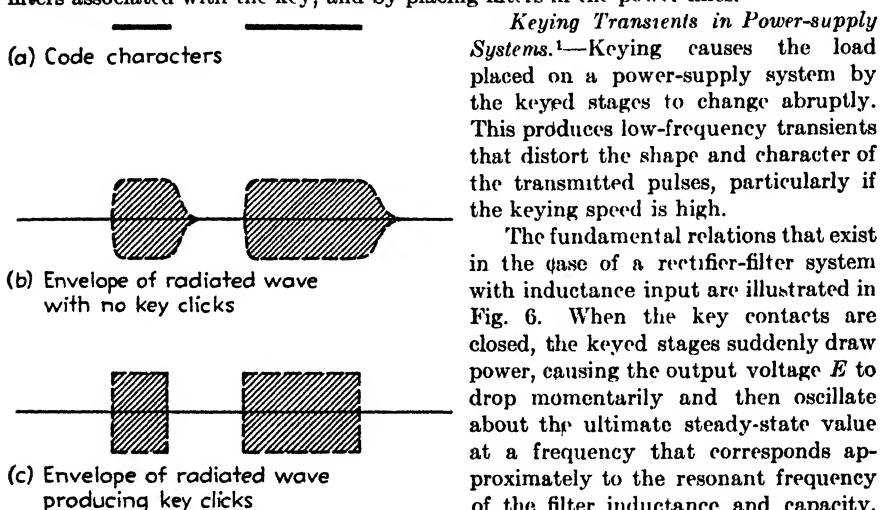 filters associated with the key, and by placing filters in the power lines.
(a) Code characters
(b) Envelope of radiated wave
with no key clicks
(c) Envelope of radiated wave
producing key clicks
Keying Transients in Power-supply
Systems.¹—Keying causes the load
placed on a power-supply system by
the keyed stages to change abruptly.
This produces low-frequency transients
that distort the shape and character of
the transmitted pulses, particularly if
the keying speed is high.
The fundamental relations that exist
in the case of a rectifier-filter system
with inductance input are illustrated in
Fig. 6. When the key contacts are
closed, the keyed stages suddenly draw
power, causing the output voltage E to
drop momentarily and then oscillate
about the ultimate steady-state value
at a frequency that corresponds ap-
proximately to the resonant frequency
of the filter inductance and capacity.